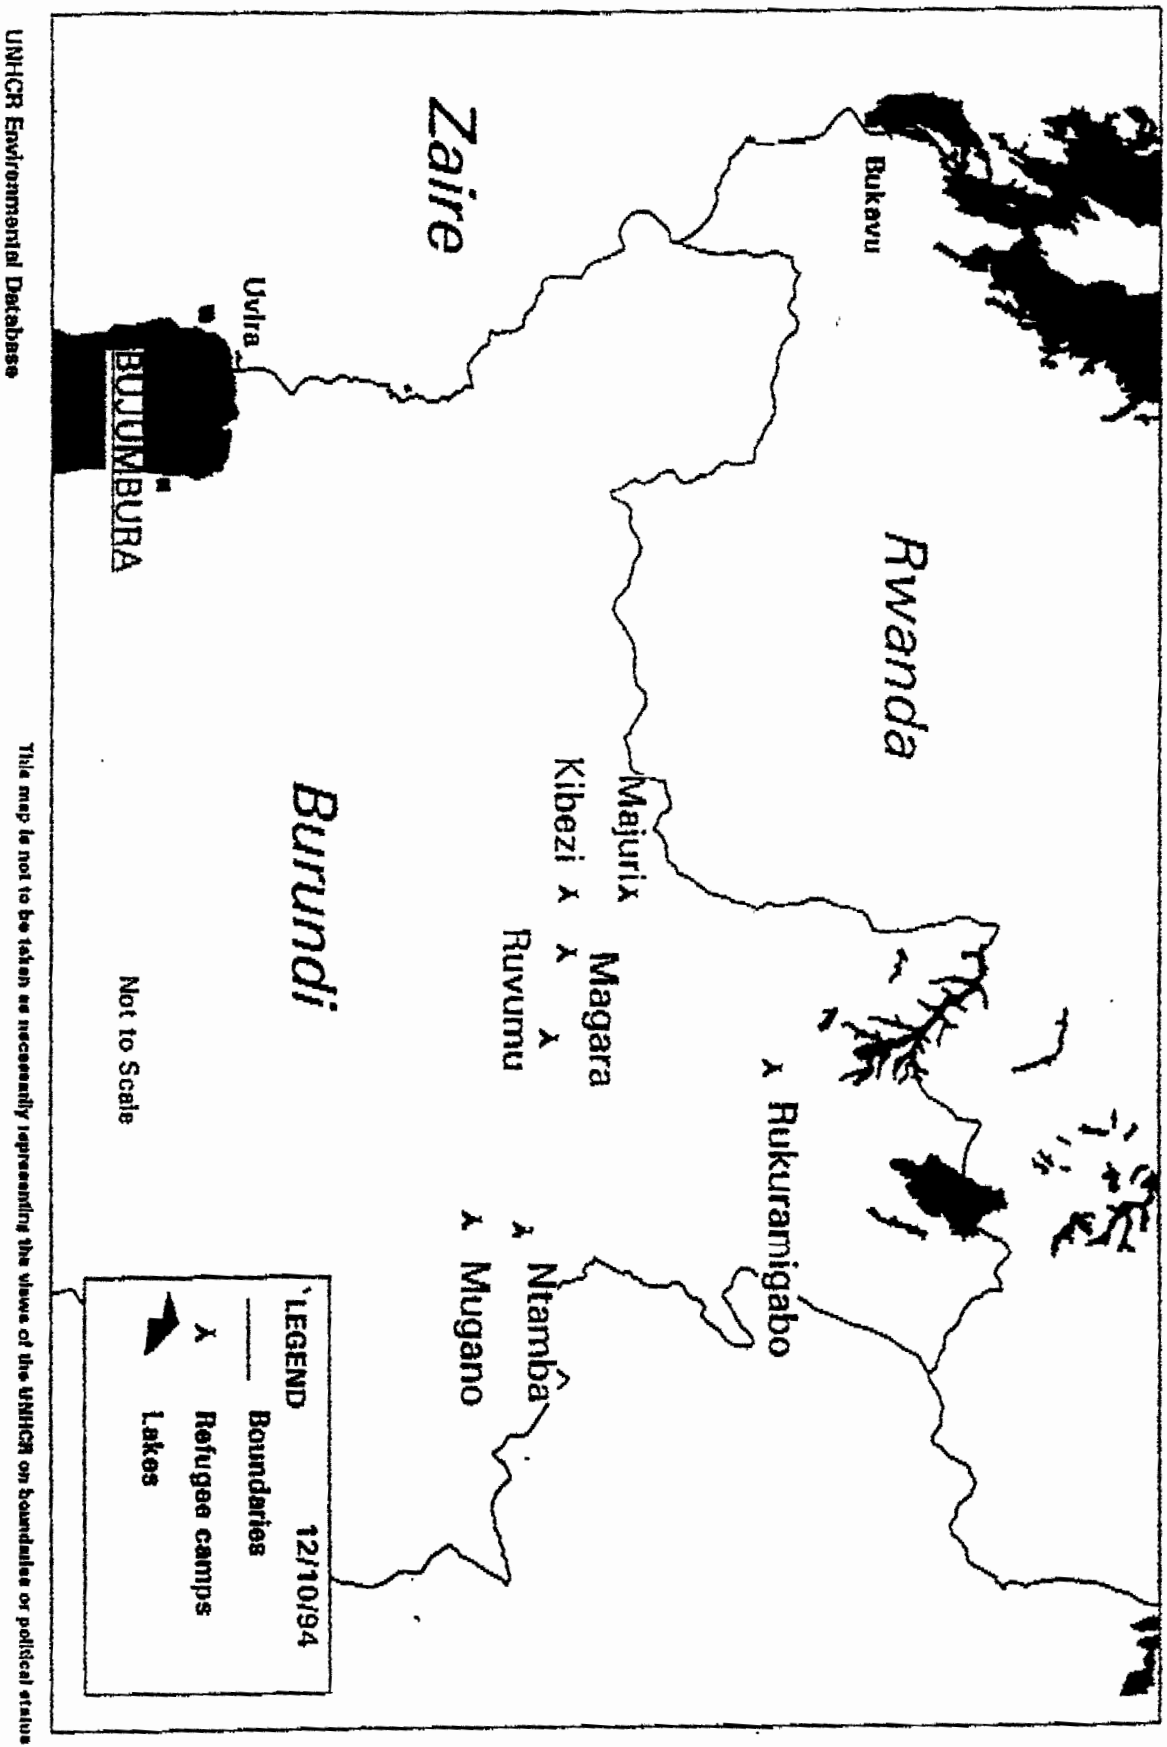 Zaire
Bukavu
Rwanda
Uvira
BUJUMBURA
Majuri
Kibezi
Magara
Ruvumu
Rukuramigabo
Burundi
Ntamba
Mugano
Not to Scale
LEGEND 12/10/94
Boundaries
Refugee camps
Lakes
UNHCR Enviromental Database
This map is not to be taken as necessarily representing the views of the UNHCR on boundaries or political status